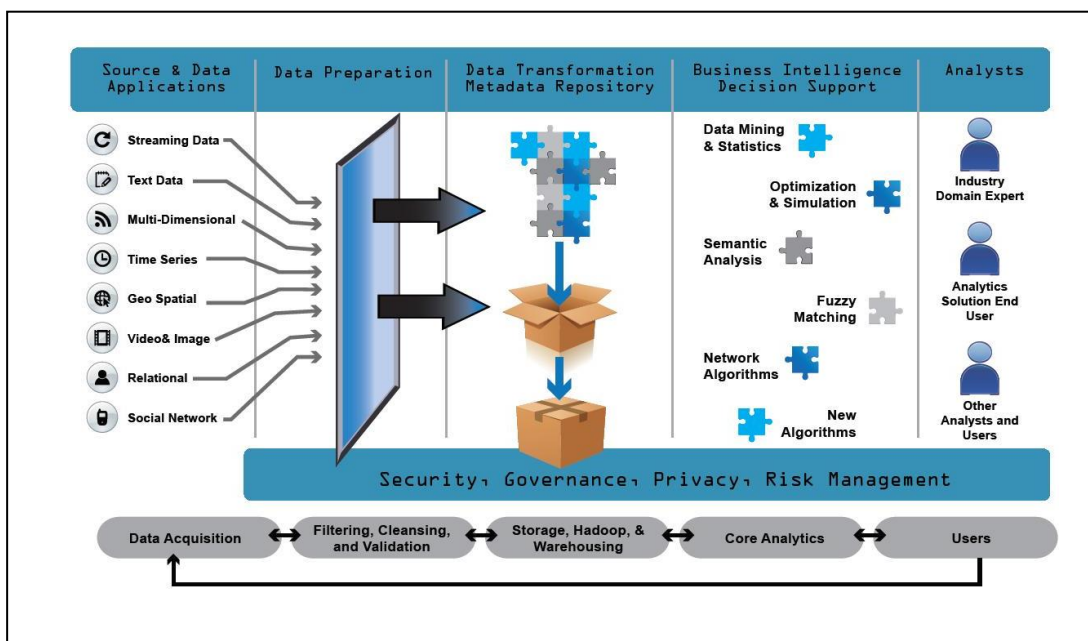 Source & Data
Applications
Data Preparation
Data Transformation
Metadata Repository
Business Intelligence
Decision Support
Analysts
Streaming Data
Text Data
Multi-Dimensional
Time Series
Geo Spatial
Video& Image
Relational
Social Network
Data Mining
& Statistics
Optimization
& Simulation
Semantic
Analysis
Fuzzy
Matching
Network
Algorithms
New
Algorithms
Industry
Domain Expert
Analytics
Solution End
User
Other
Analysts and
Users
Security, Governance, Privacy, Risk Management
Data Acquisition
Filtering, Cleansing,
and Validation
Storage, Hadoop, &
Warehousing
Core Analytics
Users